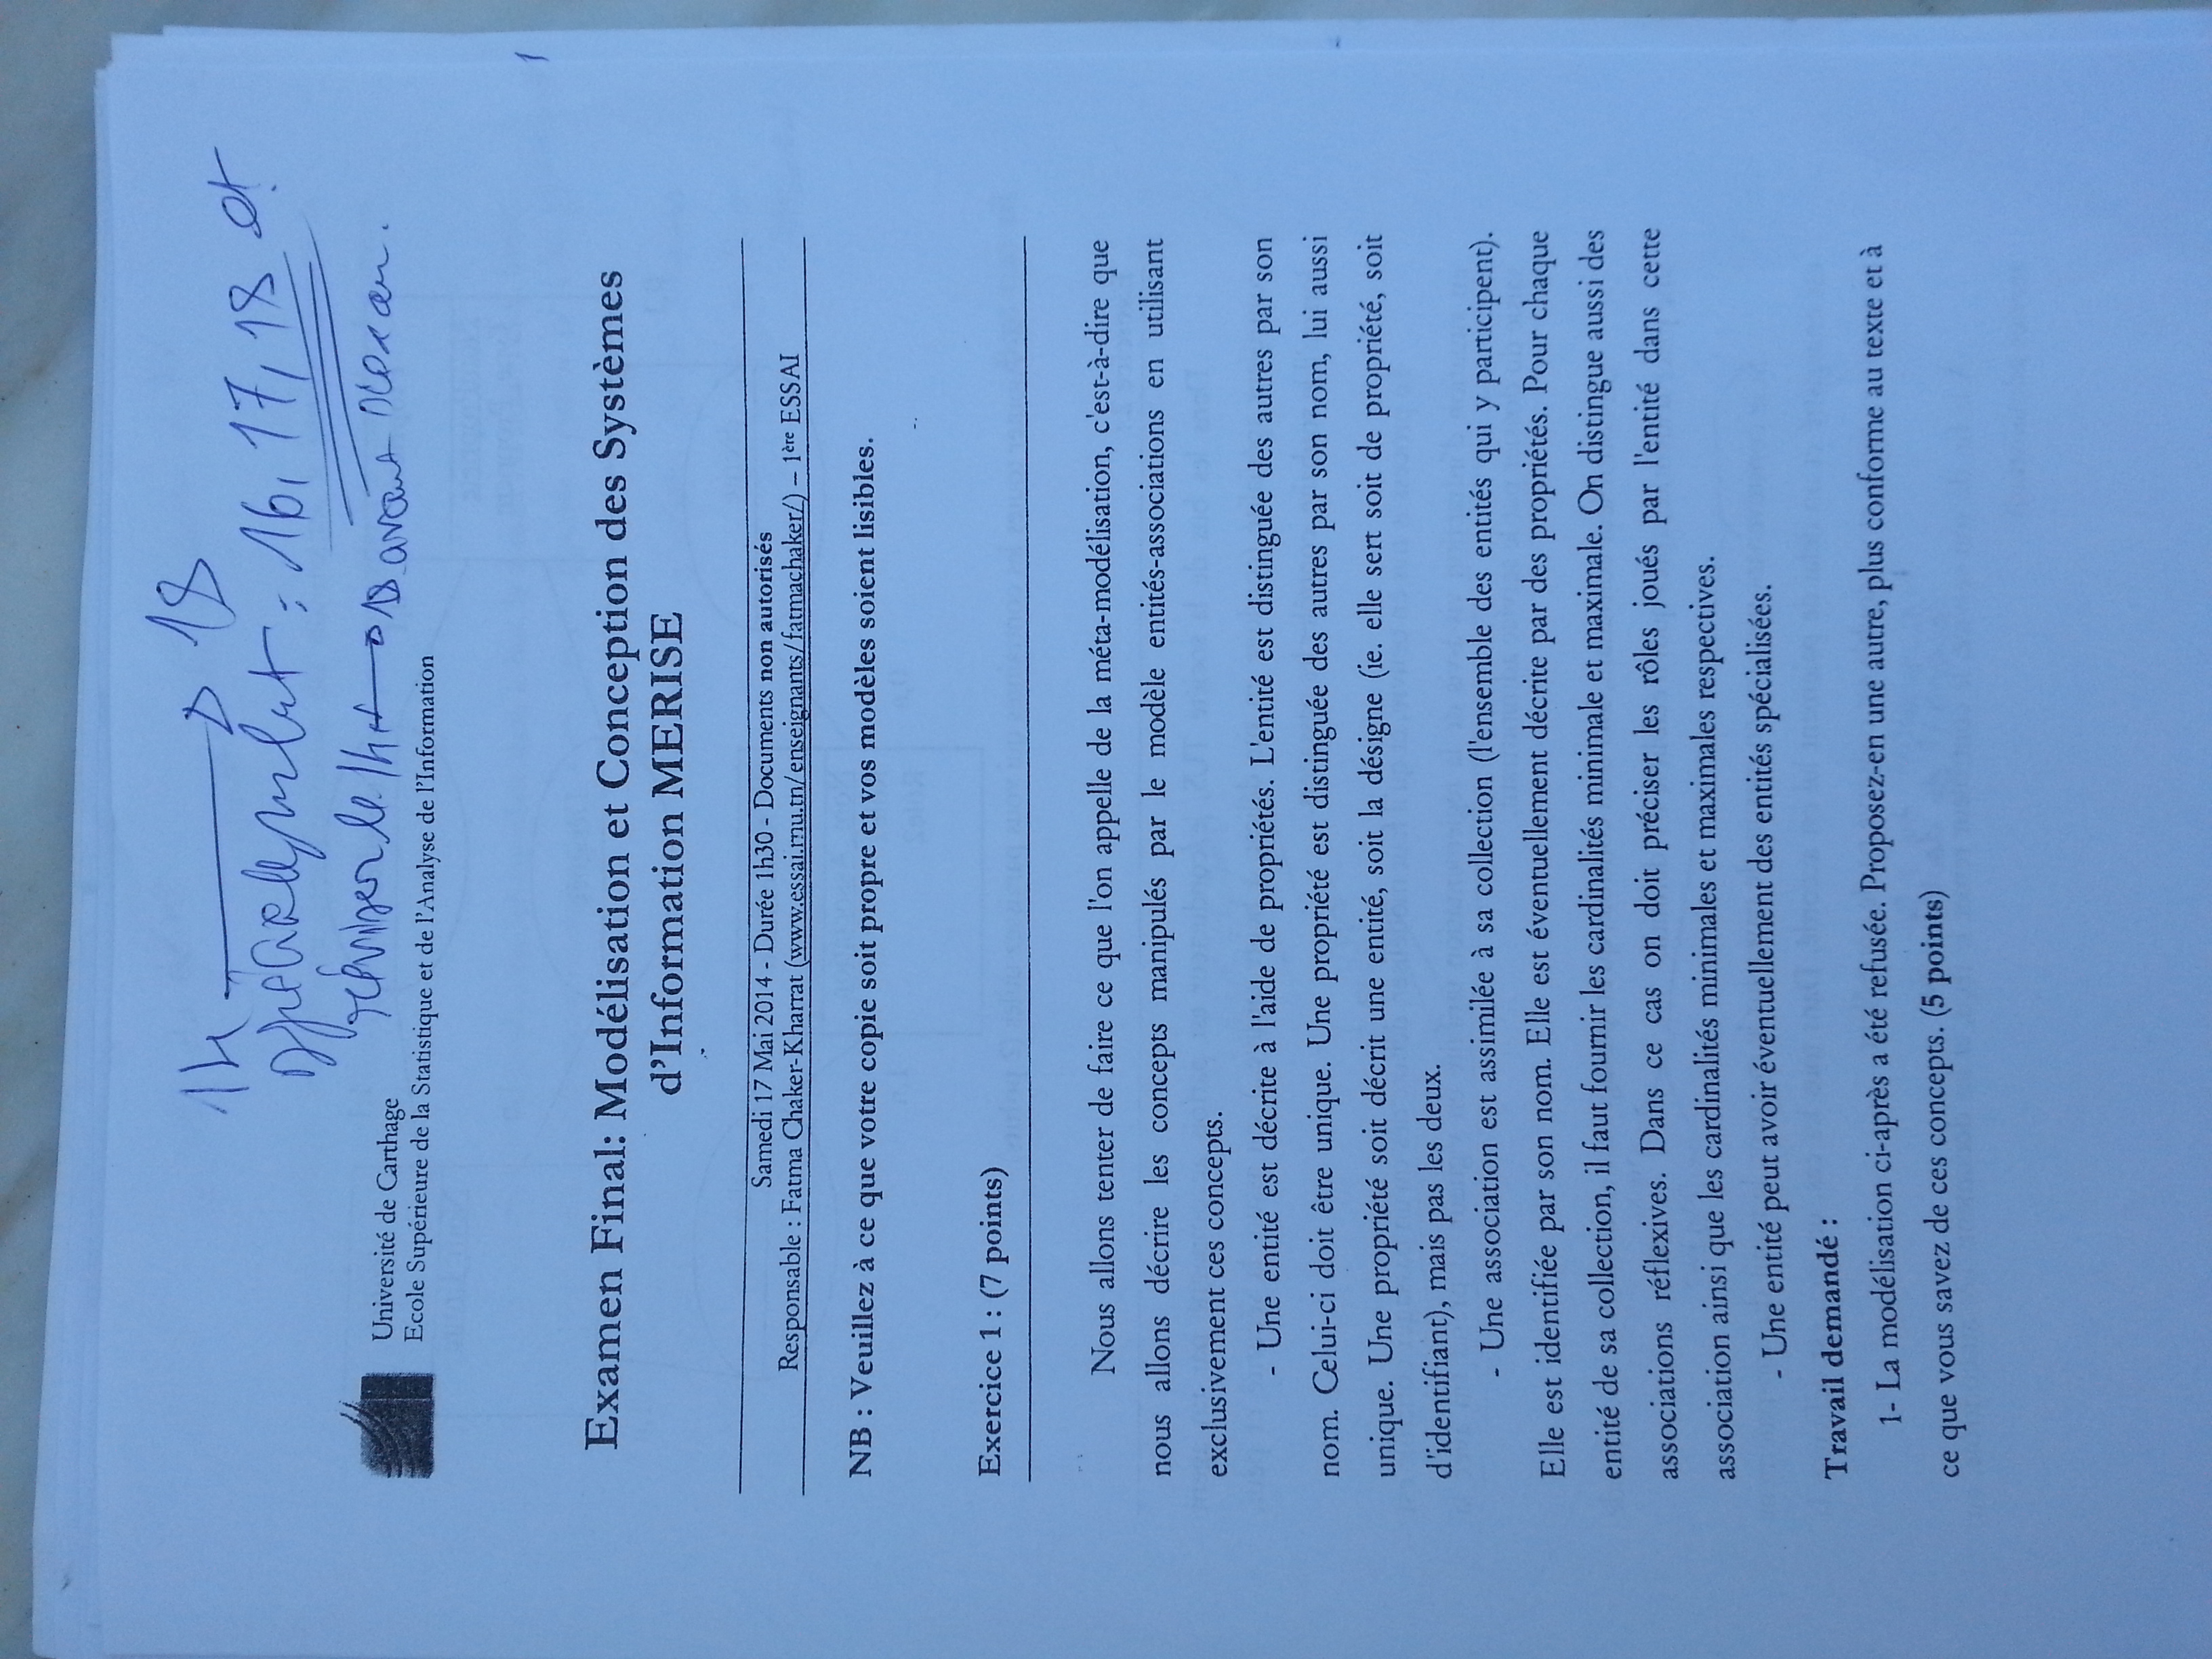 14 → 18
spécialement : 16, 17, 18 et
réviser le 14 → 18 avant
Université de Carthage
Ecole Supérieure de la Statistique et de l'Analyse de l'Information
1
Examen Final: Modélisation et Conception des Systèmes
d'Information MERISE
Samedi 17 Mai 2014 - Durée 1h30 - Documents non autorisés
Responsable : Fatma Chaker-Kharrat (www.essai.rnu.tn/enseignants/fatmachaker/) – 1ère ESSAI
NB : Veuillez à ce que votre copie soit propre et vos modèles soient lisibles.
Exercice 1 : (7 points)
Nous allons tenter de faire ce que l'on appelle de la méta-modélisation, c'est-à-dire que
nous allons décrire les concepts manipulés par le modèle entités-associations en utilisant
exclusivement ces concepts.
- Une entité est décrite à l'aide de propriétés. L'entité est distinguée des autres par son
nom. Celui-ci doit être unique. Une propriété est distinguée des autres par son nom, lui aussi
unique. Une propriété soit décrit une entité, soit la désigne (ie. elle sert soit de propriété, soit
d'identifiant), mais pas les deux.
- Une association est assimilée à sa collection (l'ensemble des entités qui y participent).
Elle est identifiée par son nom. Elle est éventuellement décrite par des propriétés. Pour chaque
entité de sa collection, il faut fournir les cardinalités minimale et maximale. On distingue aussi des
associations réflexives. Dans ce cas on doit préciser les rôles joués par l'entité dans cette
association ainsi que les cardinalités minimales et maximales respectives.
- Une entité peut avoir éventuellement des entités spécialisées.
Travail demandé :
1- La modélisation ci-après a été refusée. Proposez-en une autre, plus conforme au texte et à
ce que vous savez de ces concepts. (5 points)